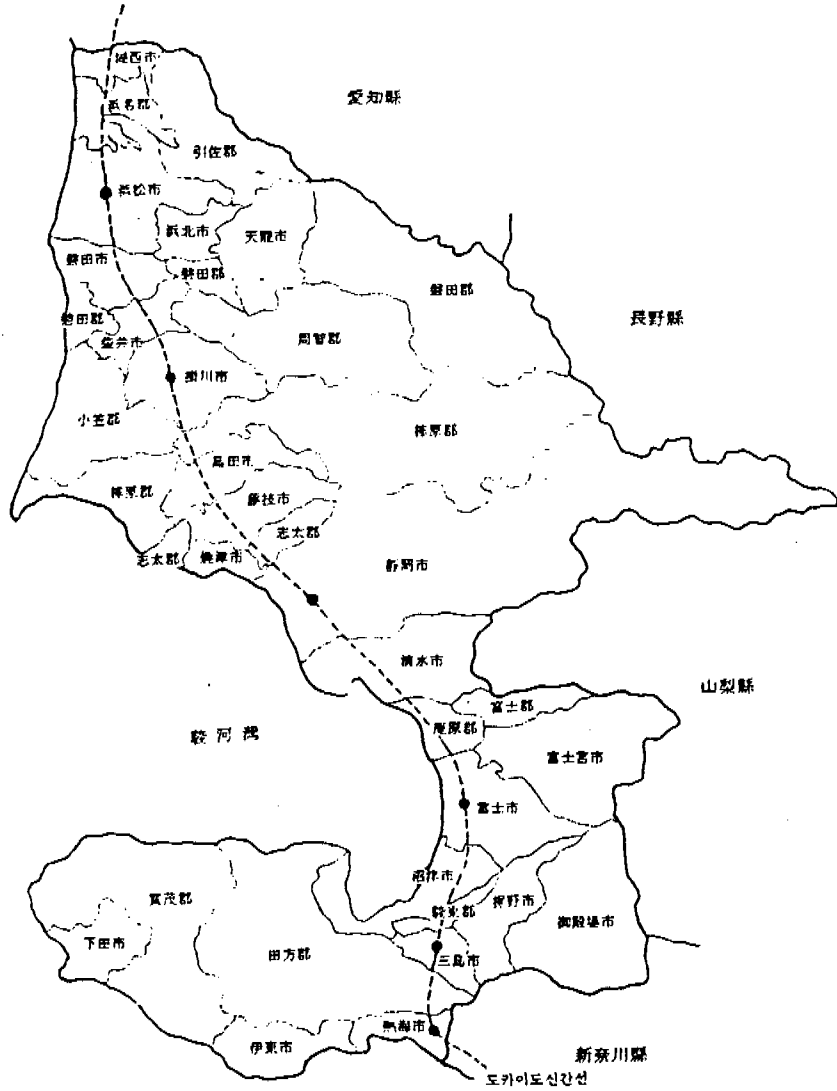 湖西市
浜名郡
愛知縣
引佐郡
浜松市
浜北市
天龍市
磐田市
磐田郡
磐田郡
磐田郡
長野縣
袋井市
周智郡
掛川市
小笠郡
榛原郡
島田市
榛原郡
藤枝市
志太郡
志太郡
焼津市
静岡市
清水市
山梨縣
富士郡
庵原郡
駿河灣
富士宮市
富士市
沼津市
賀茂郡
裾野市
駿東郡
御殿場市
下田市
田方郡
三島市
熱海市
伊東市
新奈川縣
도카이도신간선